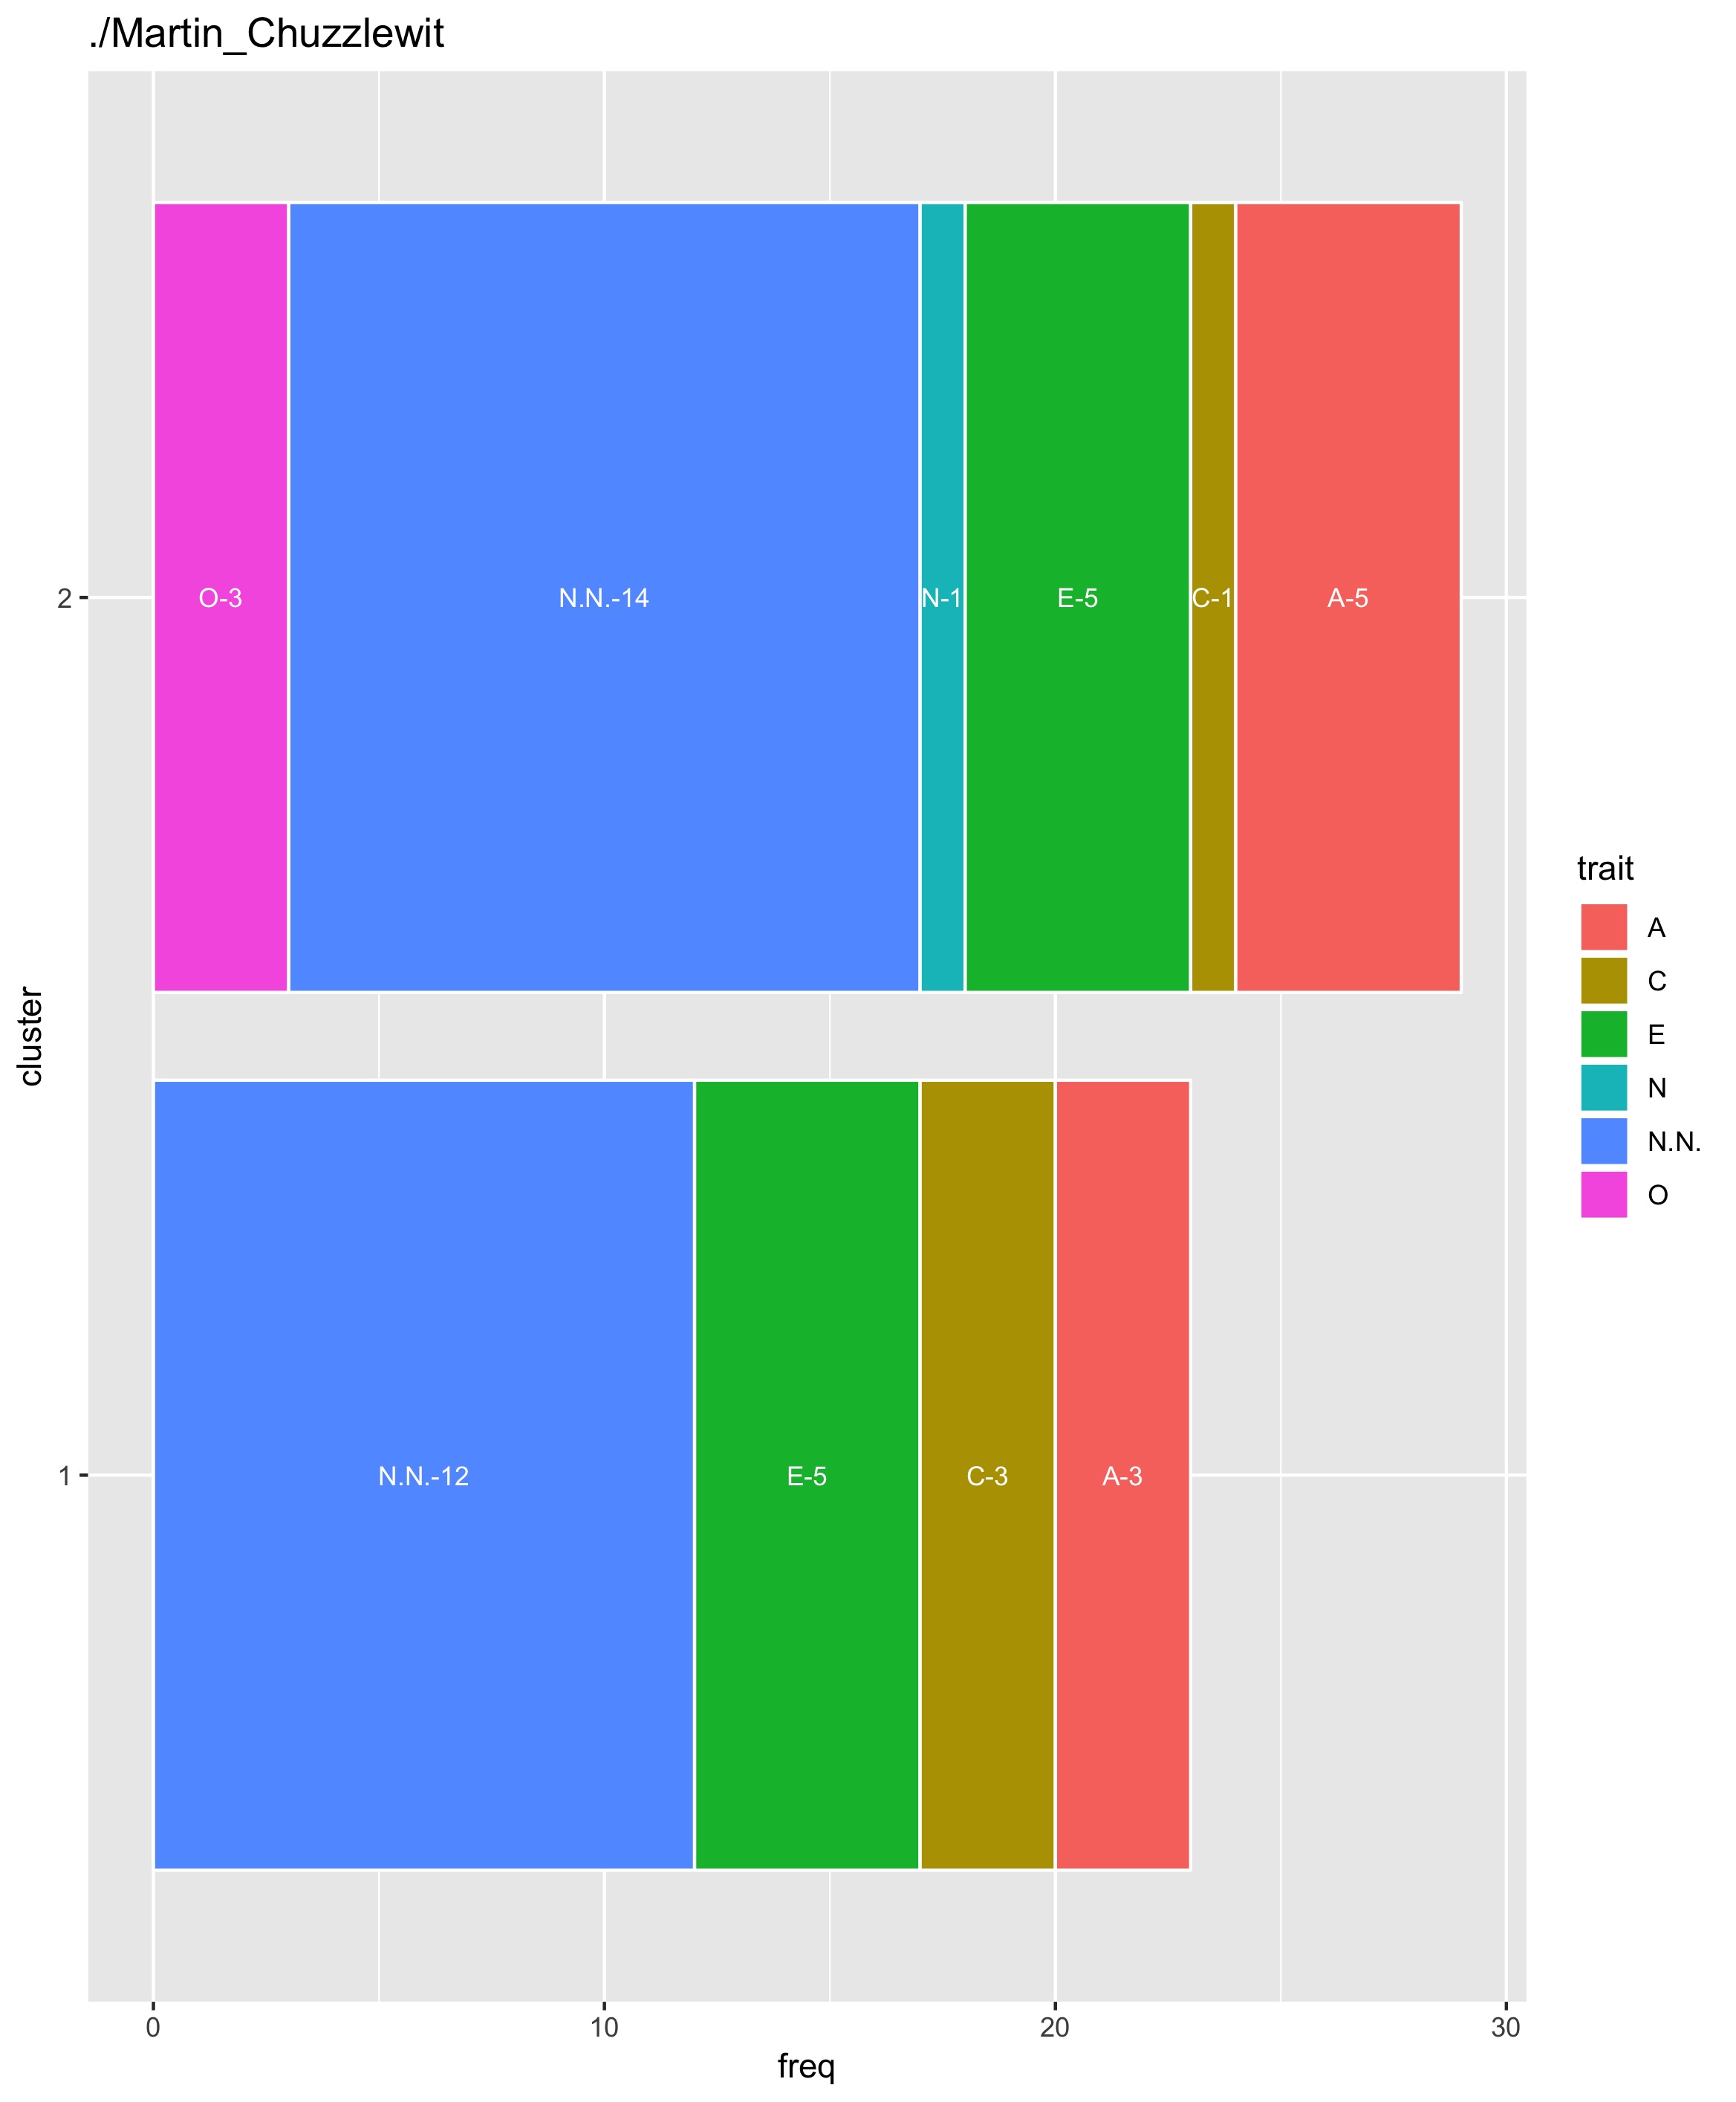 ./Martin_Chuzzlewit
cluster
2
O-3 N.N.-14 N-1 E-5 C-1 A-5
1
N.N.-12 E-5 C-3 A-3
0 10 20 30
freq
trait
A
C
E
N
N.N.
O